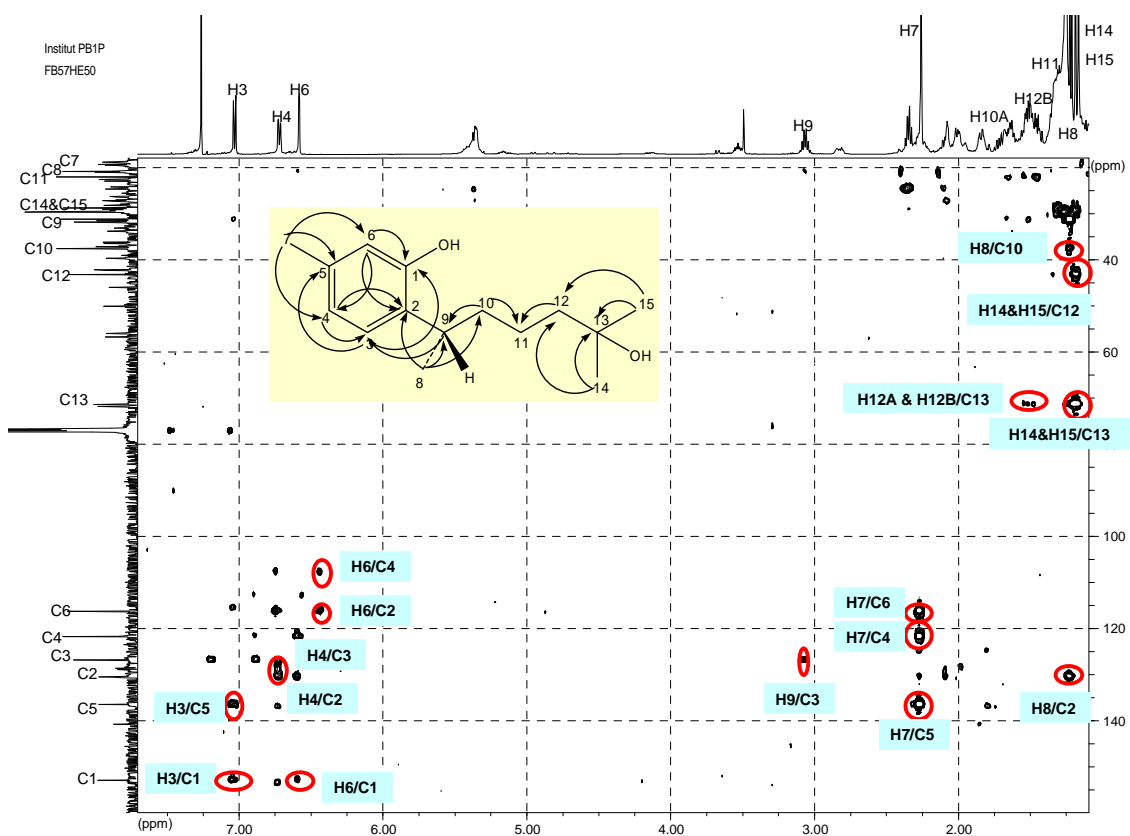 Institut PB1P
FB57HE50
H3
H4
H6
H9
H7
H10A
H12B
H11
H8
H14
H15
(ppm)
C7
C8
C11
C14&C15
C9
C10
C12
C13
C6
C4
C3
C2
C5
C1
40
60
80
100
120
140
(ppm)
7.00
6.00
5.00
4.00
3.00
2.00
7
6
OH
5
1
4
2
3
9
10
12
15
13
11
8
H
OH
14
H8/C10
H14&H15/C12
H12A & H12B/C13
H14&H15/C13
H6/C4
H6/C2
H4/C3
H4/C2
H3/C5
H3/C1
H6/C1
H7/C6
H7/C4
H9/C3
H8/C2
H7/C5